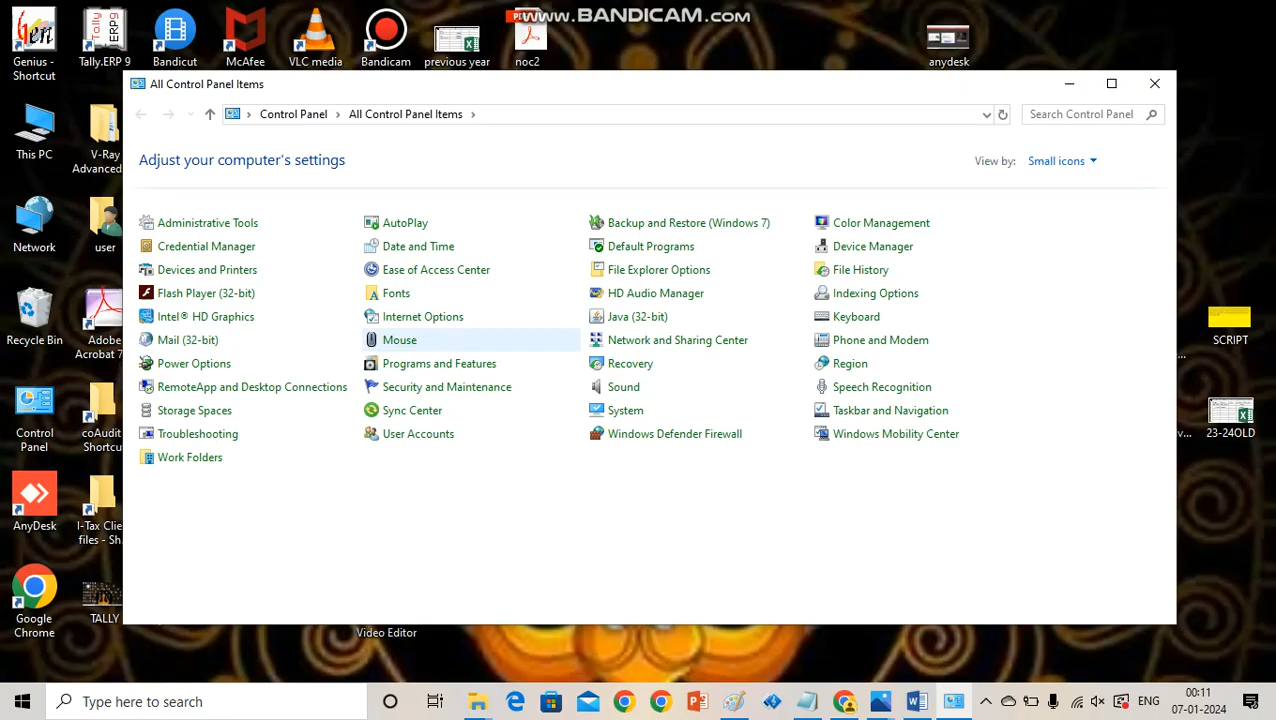 www.BANDICAM.com
Genius -
Shortcut
Tally.ERP 9
Bandicut
McAfee
VLC media
Bandicam
previous year
noc2
anydesk
All Control Panel Items
Control Panel
All Control Panel Items
Search Control Panel
Adjust your computer's settings
View by:
Small icons
Administrative Tools
AutoPlay
Backup and Restore (Windows 7)
Color Management
Credential Manager
Date and Time
Default Programs
Device Manager
Devices and Printers
Ease of Access Center
File Explorer Options
File History
Flash Player (32-bit)
Fonts
HD Audio Manager
Indexing Options
Intel® HD Graphics
Internet Options
Java (32-bit)
Keyboard
Mail (32-bit)
Mouse
Network and Sharing Center
Phone and Modem
Power Options
Programs and Features
Recovery
Region
RemoteApp and Desktop Connections
Security and Maintenance
Sound
Speech Recognition
Storage Spaces
Sync Center
System
Taskbar and Navigation
Troubleshooting
User Accounts
Windows Defender Firewall
Windows Mobility Center
Work Folders
This PC
V-Ray
Advanced
Network
user
Recycle Bin
Adobe
Acrobat 7
Control
Panel
coAudit
Shortcut
AnyDesk
I-Tax Clie
files - Sh
Google
Chrome
TALLY
Video Editor
SCRIPT
23-24OLD
Type here to search
ENG
00:11
07-01-2024